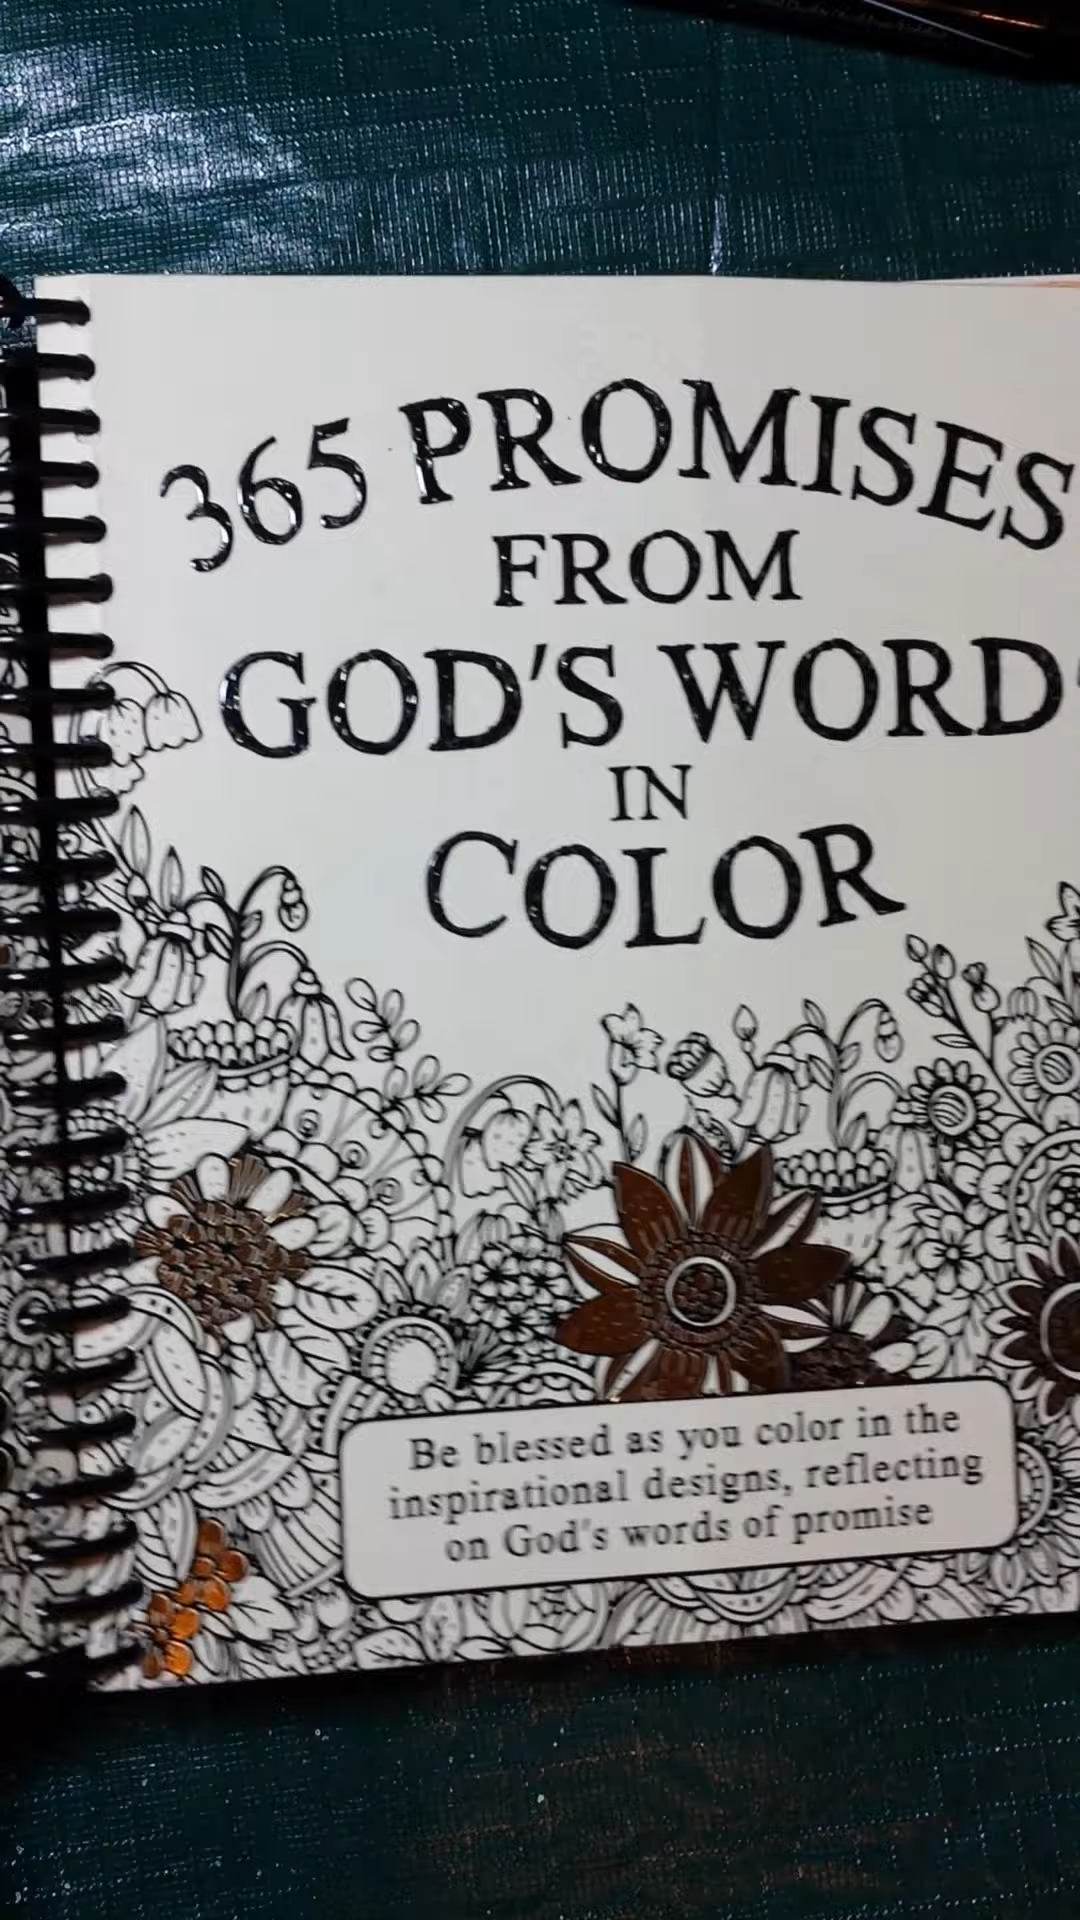 365 PROMISES
FROM
GOD'S WORD
IN
COLOR
Be blessed as you color in the
inspirational designs, reflecting
on God's words of promise